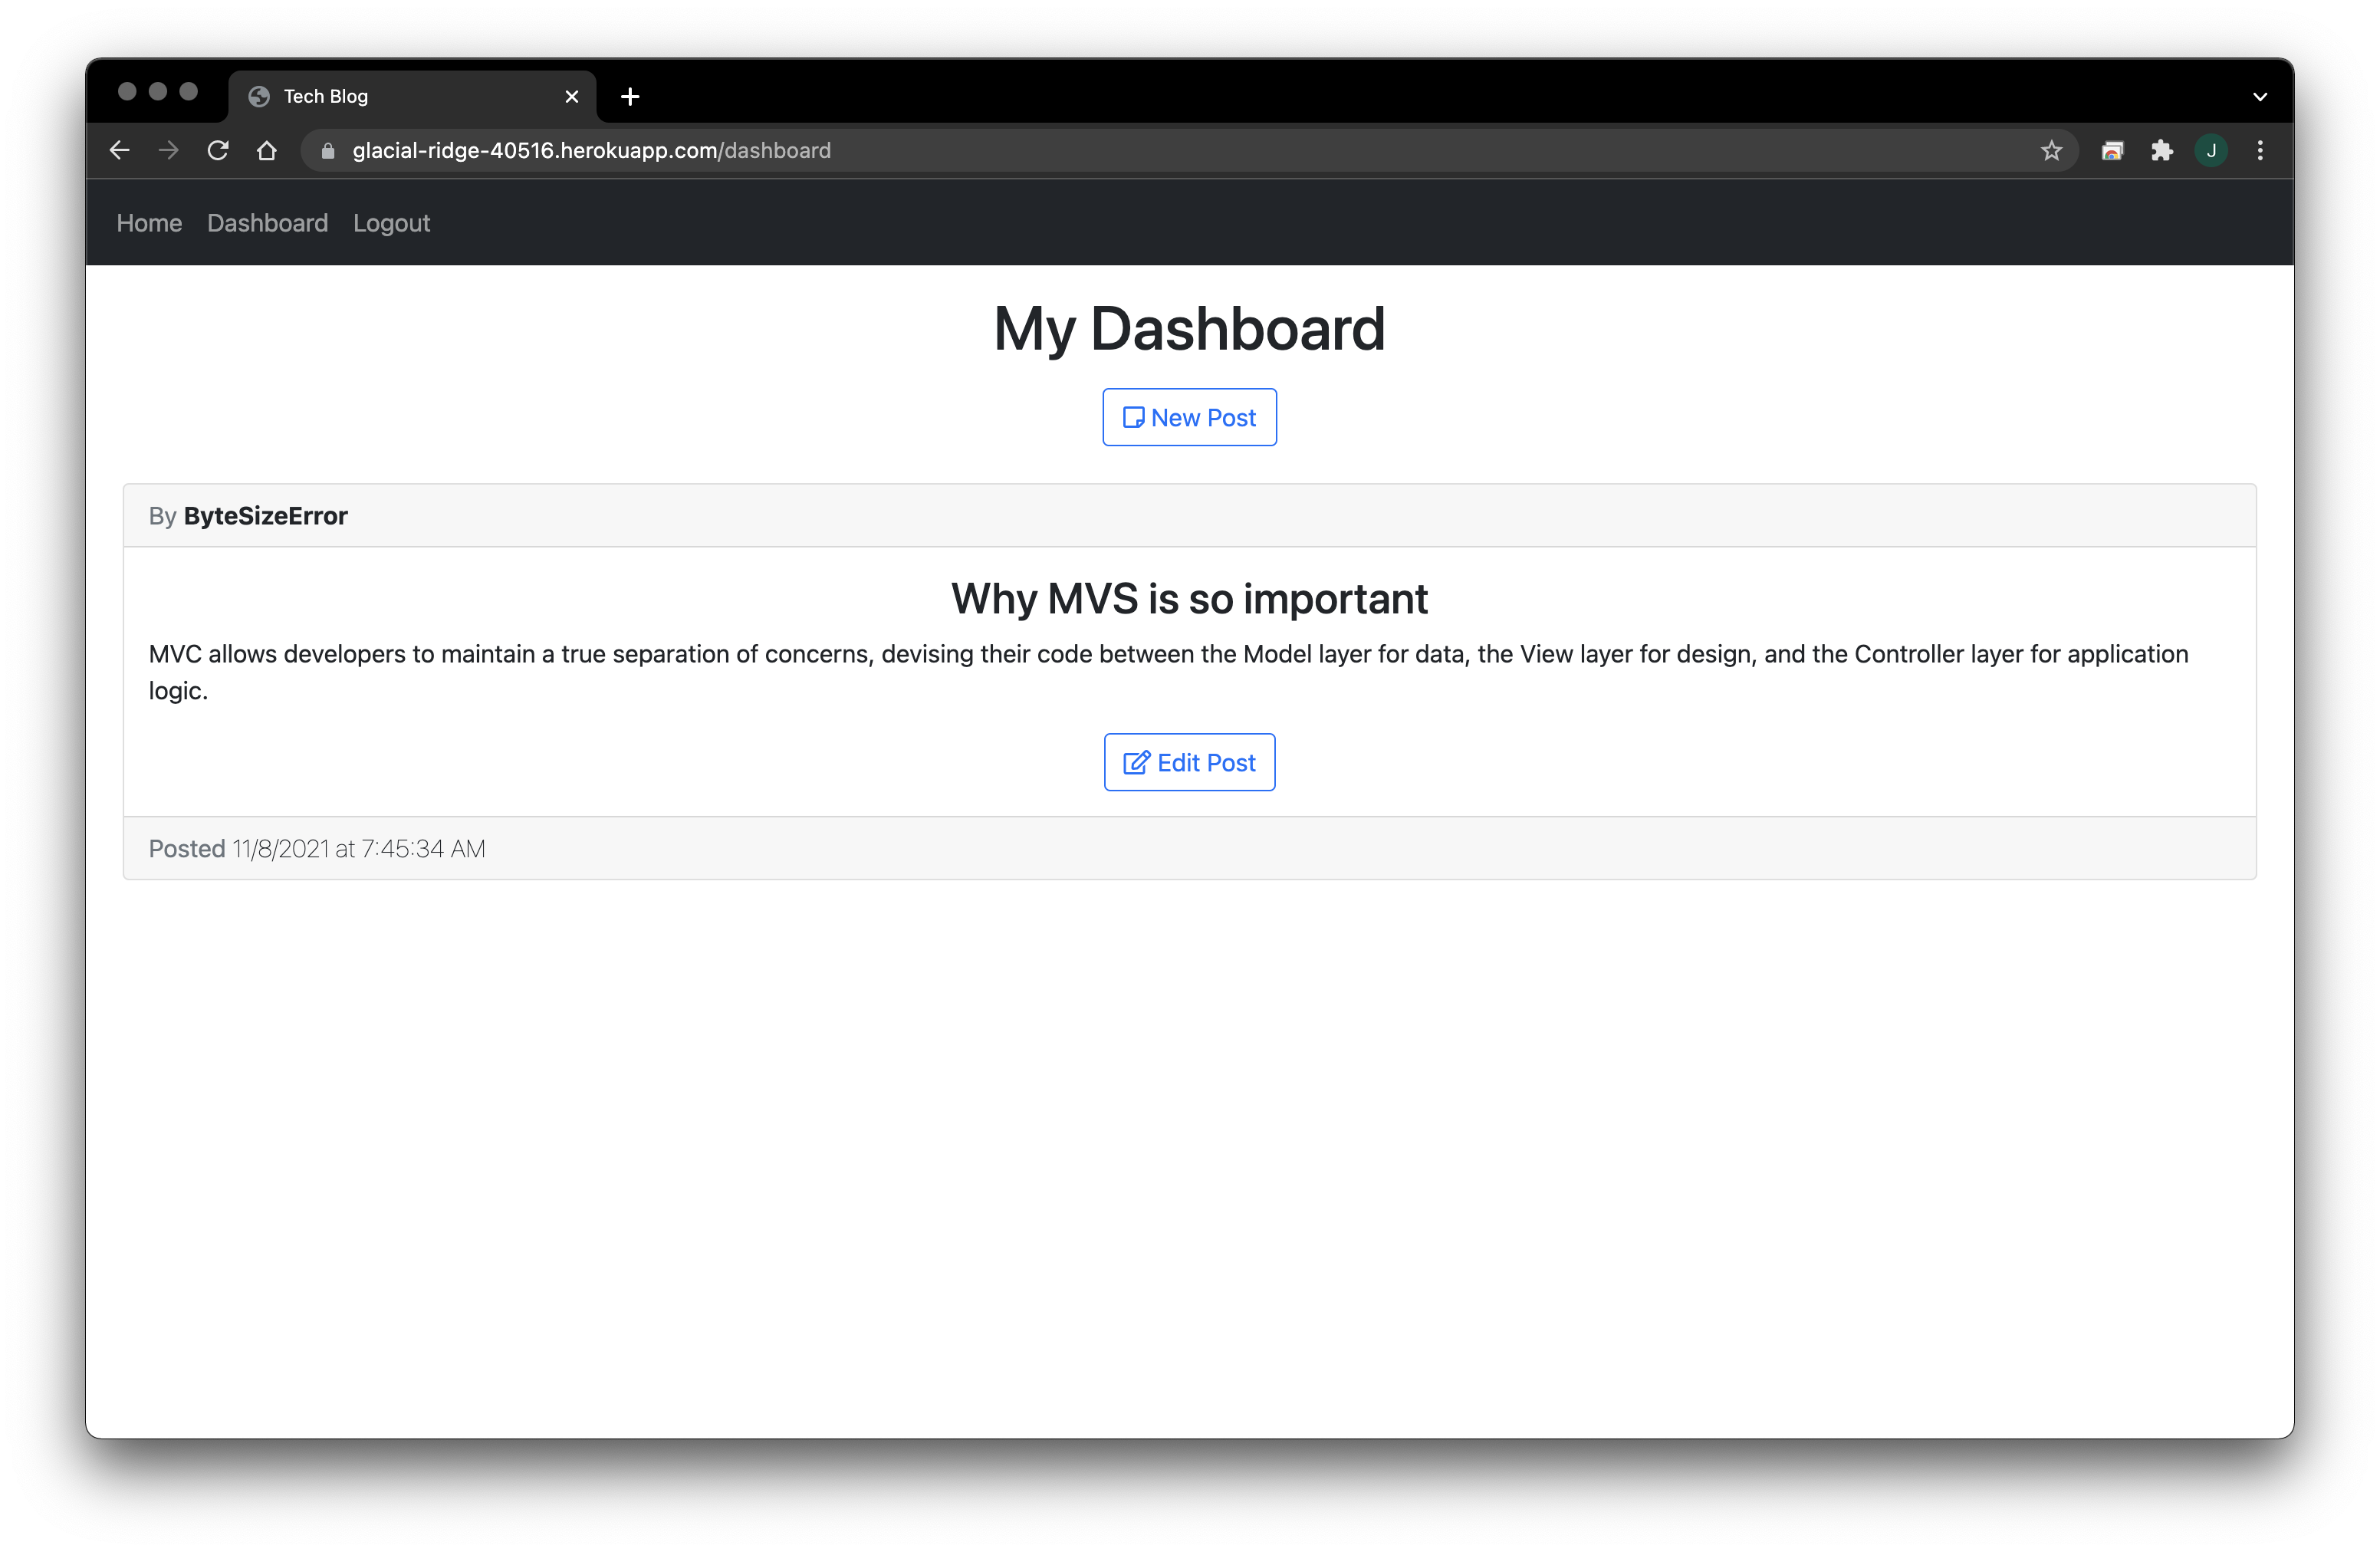 Tech Blog
glacial-ridge-40516.herokuapp.com/dashboard
J
Home Dashboard Logout
My Dashboard
New Post
By ByteSizeError
Why MVS is so important
MVC allows developers to maintain a true separation of concerns, devising their code between the Model layer for data, the View layer for design, and the Controller layer for application
logic.
Edit Post
Posted 11/8/2021 at 7:45:34 AM